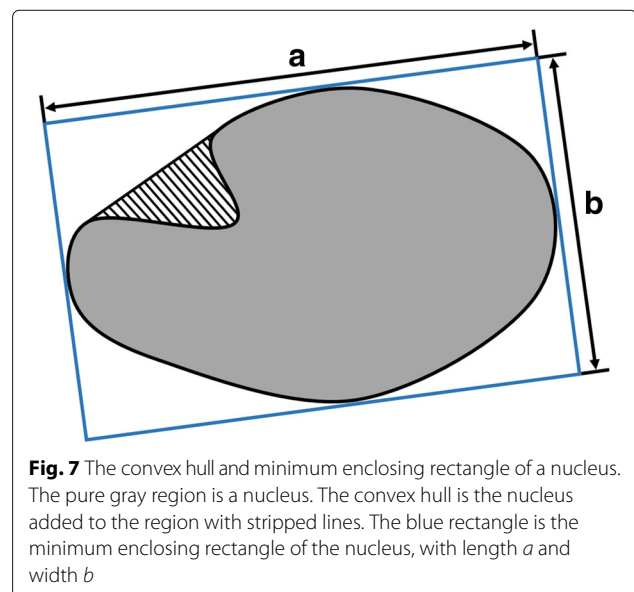 a
b
Fig. 7 The convex hull and minimum enclosing rectangle of a nucleus.
The pure gray region is a nucleus. The convex hull is the nucleus
added to the region with stripped lines. The blue rectangle is the
minimum enclosing rectangle of the nucleus, with length a and
width b